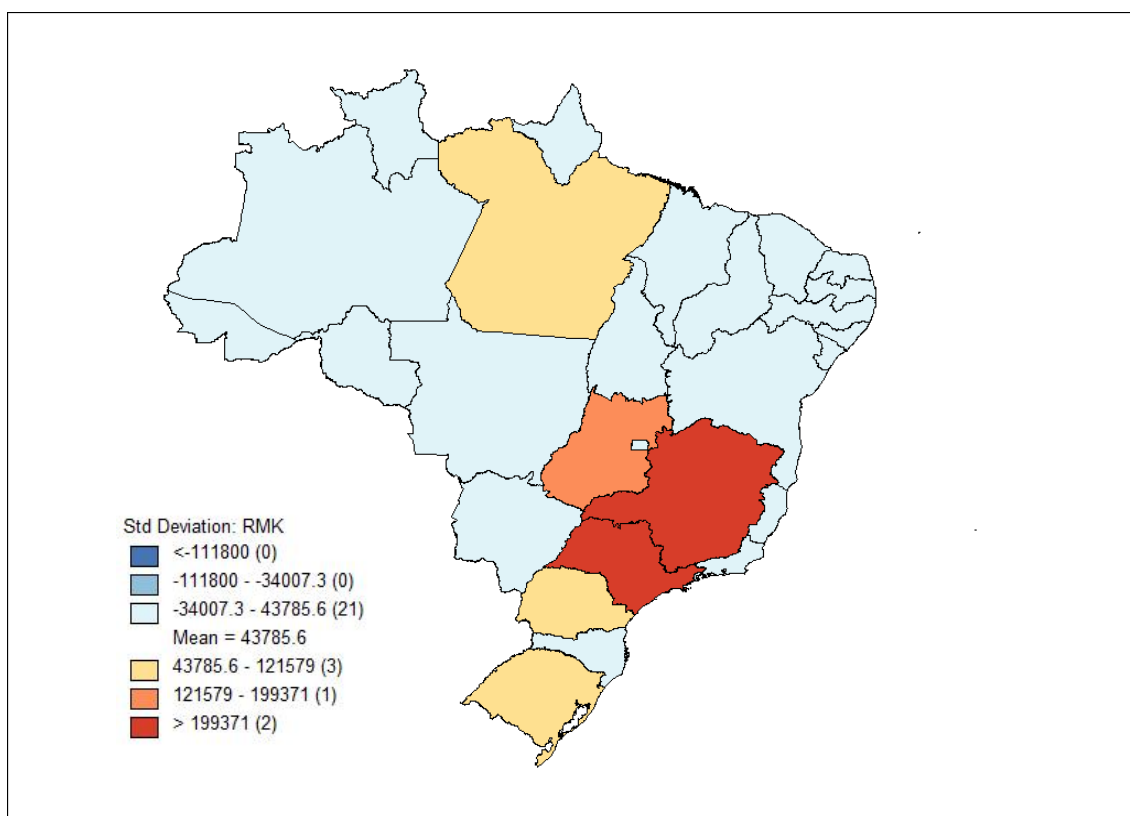 Std Deviation: RMK
<-111800 (0)
-111800 - -34007.3 (0)
-34007.3 - 43785.6 (21)
Mean = 43785.6
43785.6 - 121579 (3)
121579 - 199371 (1)
> 199371 (2)